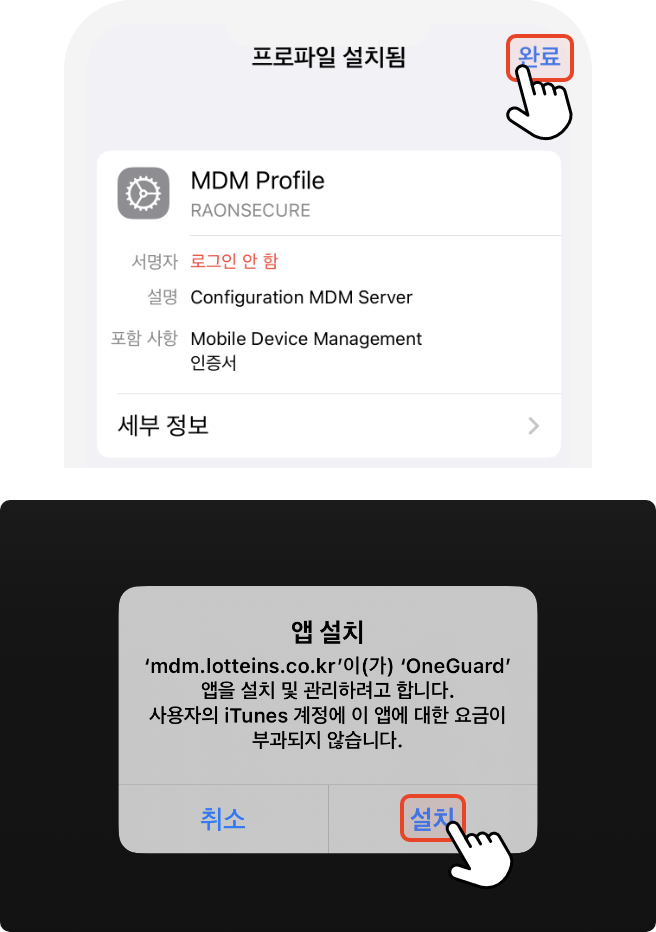 프로파일 설치됨
완료
MDM Profile
RAONSECURE
서명자 로그인 안 함
설명 Configuration MDM Server
포함 사항 Mobile Device Management
인증서
세부 정보
앱 설치
‘mdm.lotteins.co.kr’이(가) ‘OneGuard’
앱을 설치 및 관리하려고 합니다.
사용자의 iTunes 계정에 이 앱에 대한 요금이
부과되지 않습니다.
취소
설치